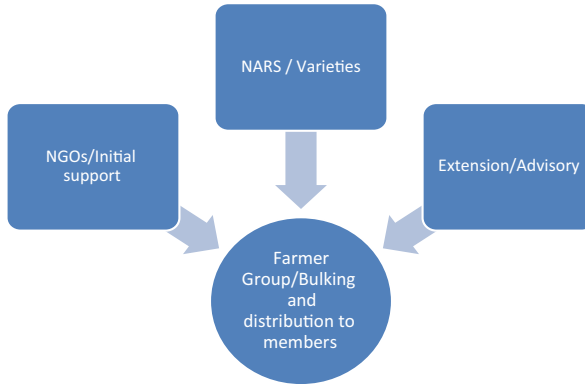 NARS / Varieties
NGOs/Initial
support
Extension/Advisory
Farmer
Group/Bulking
and
distribution to
members